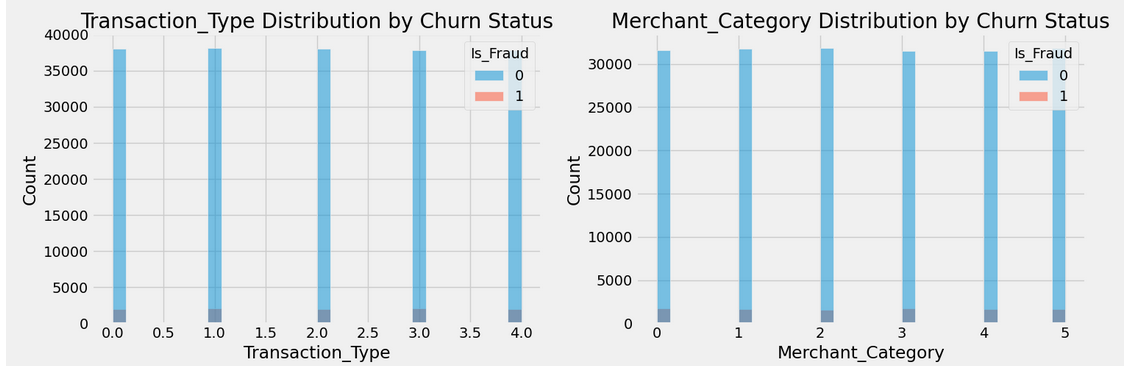 Transaction_Type Distribution by Churn Status
40000
35000
30000
25000
20000
15000
10000
5000
0
Count
Is_Fraud
0
1
0.0 0.5 1.0 1.5 2.0 2.5 3.0 3.5 4.0
Transaction_Type
Merchant_Category Distribution by Churn Status
30000
25000
20000
15000
10000
5000
0
Count
Is_Fraud
0
1
0 1 2 3 4 5
Merchant_Category